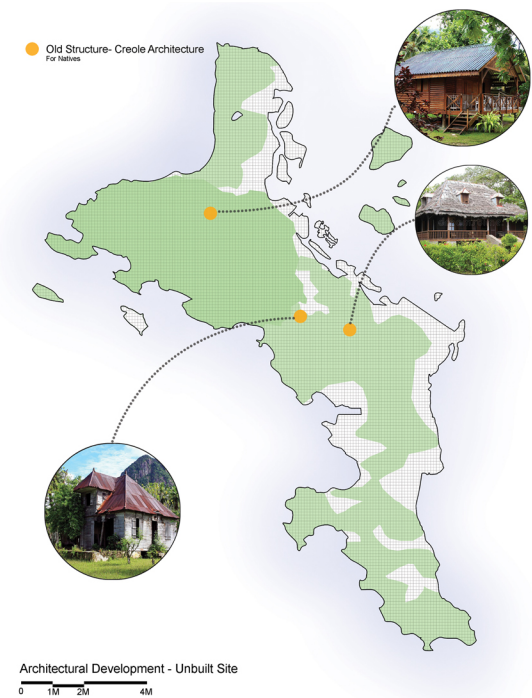 Old Structure- Creole Architecture
For Natives
Architectural Development - Unbuilt Site
0 1M 2M 4M